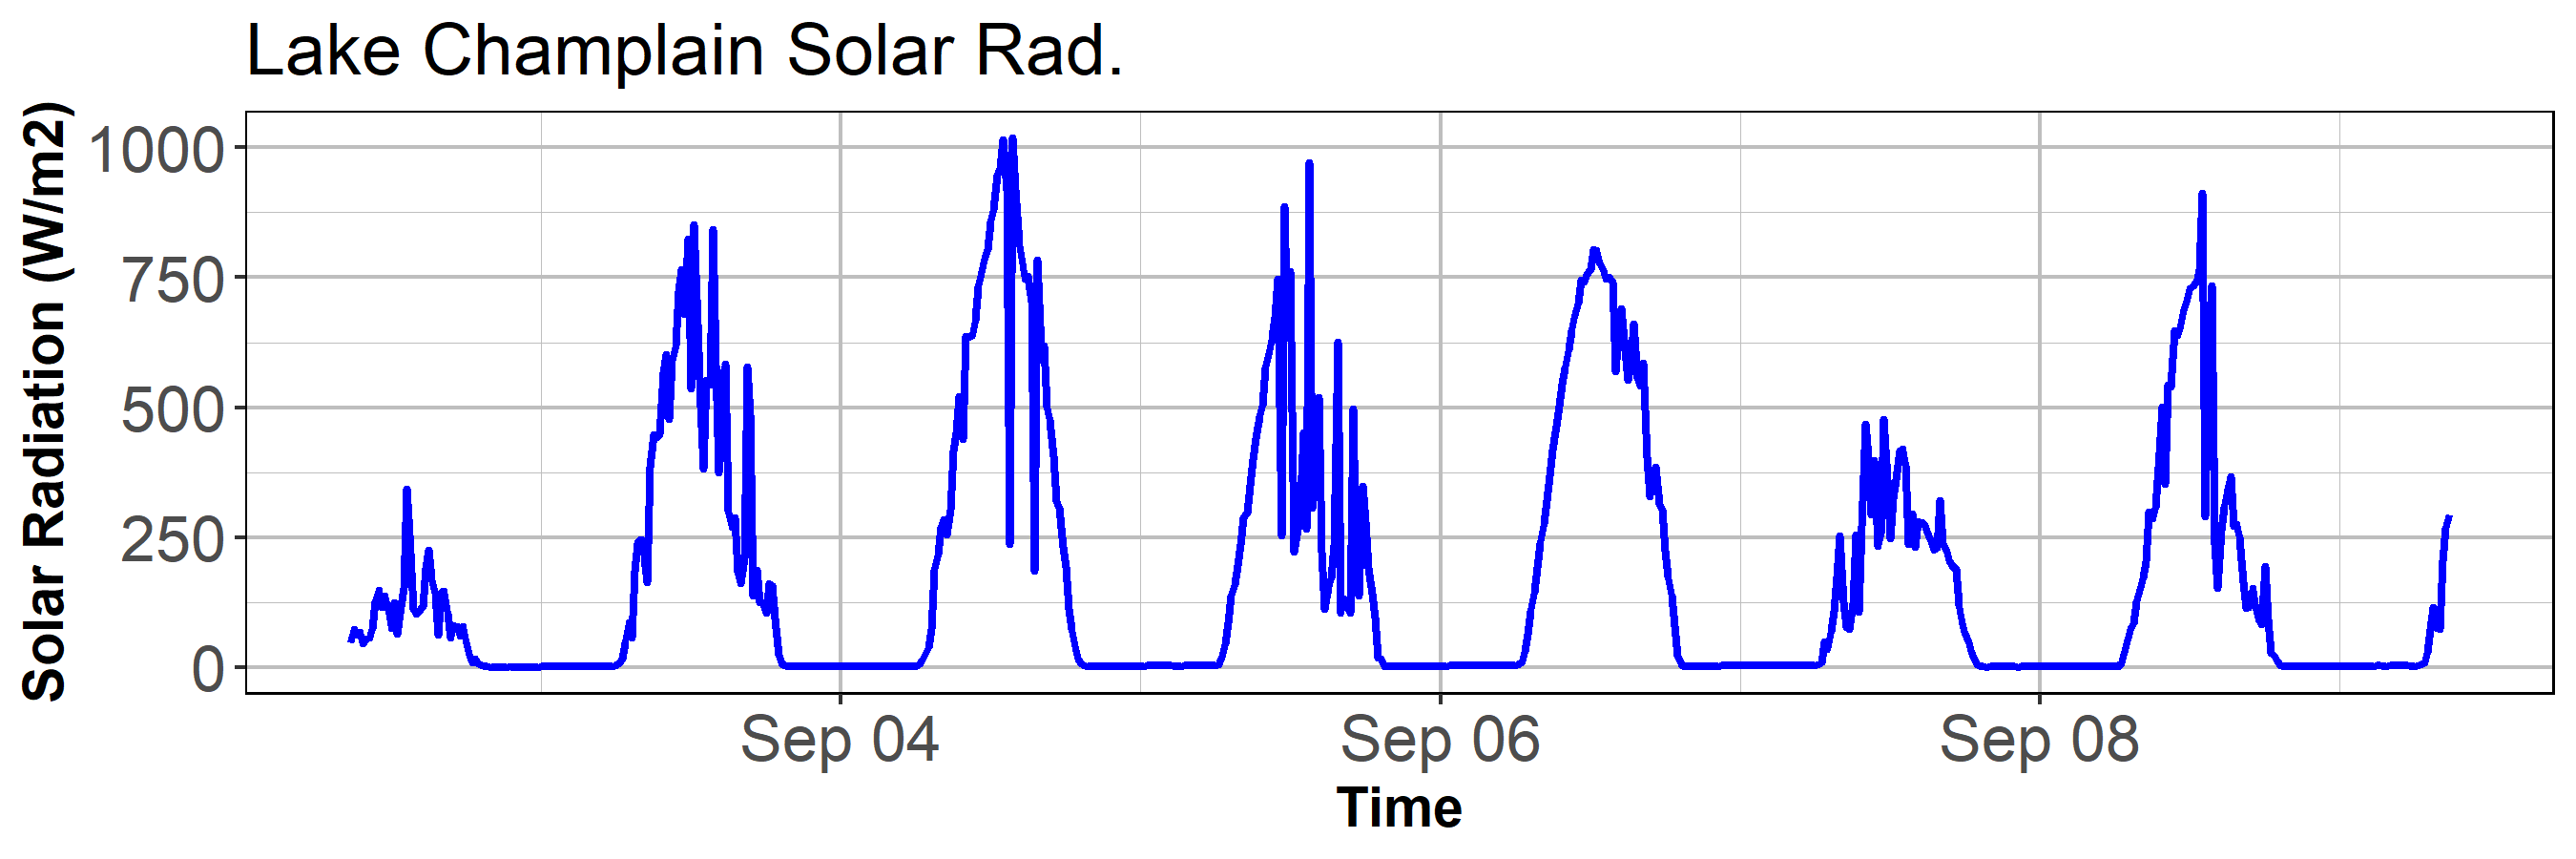 Lake Champlain Solar Rad.
Solar Radiation (W/m2)
1000
750
500
250
0
Sep 04 Sep 06 Sep 08
Time